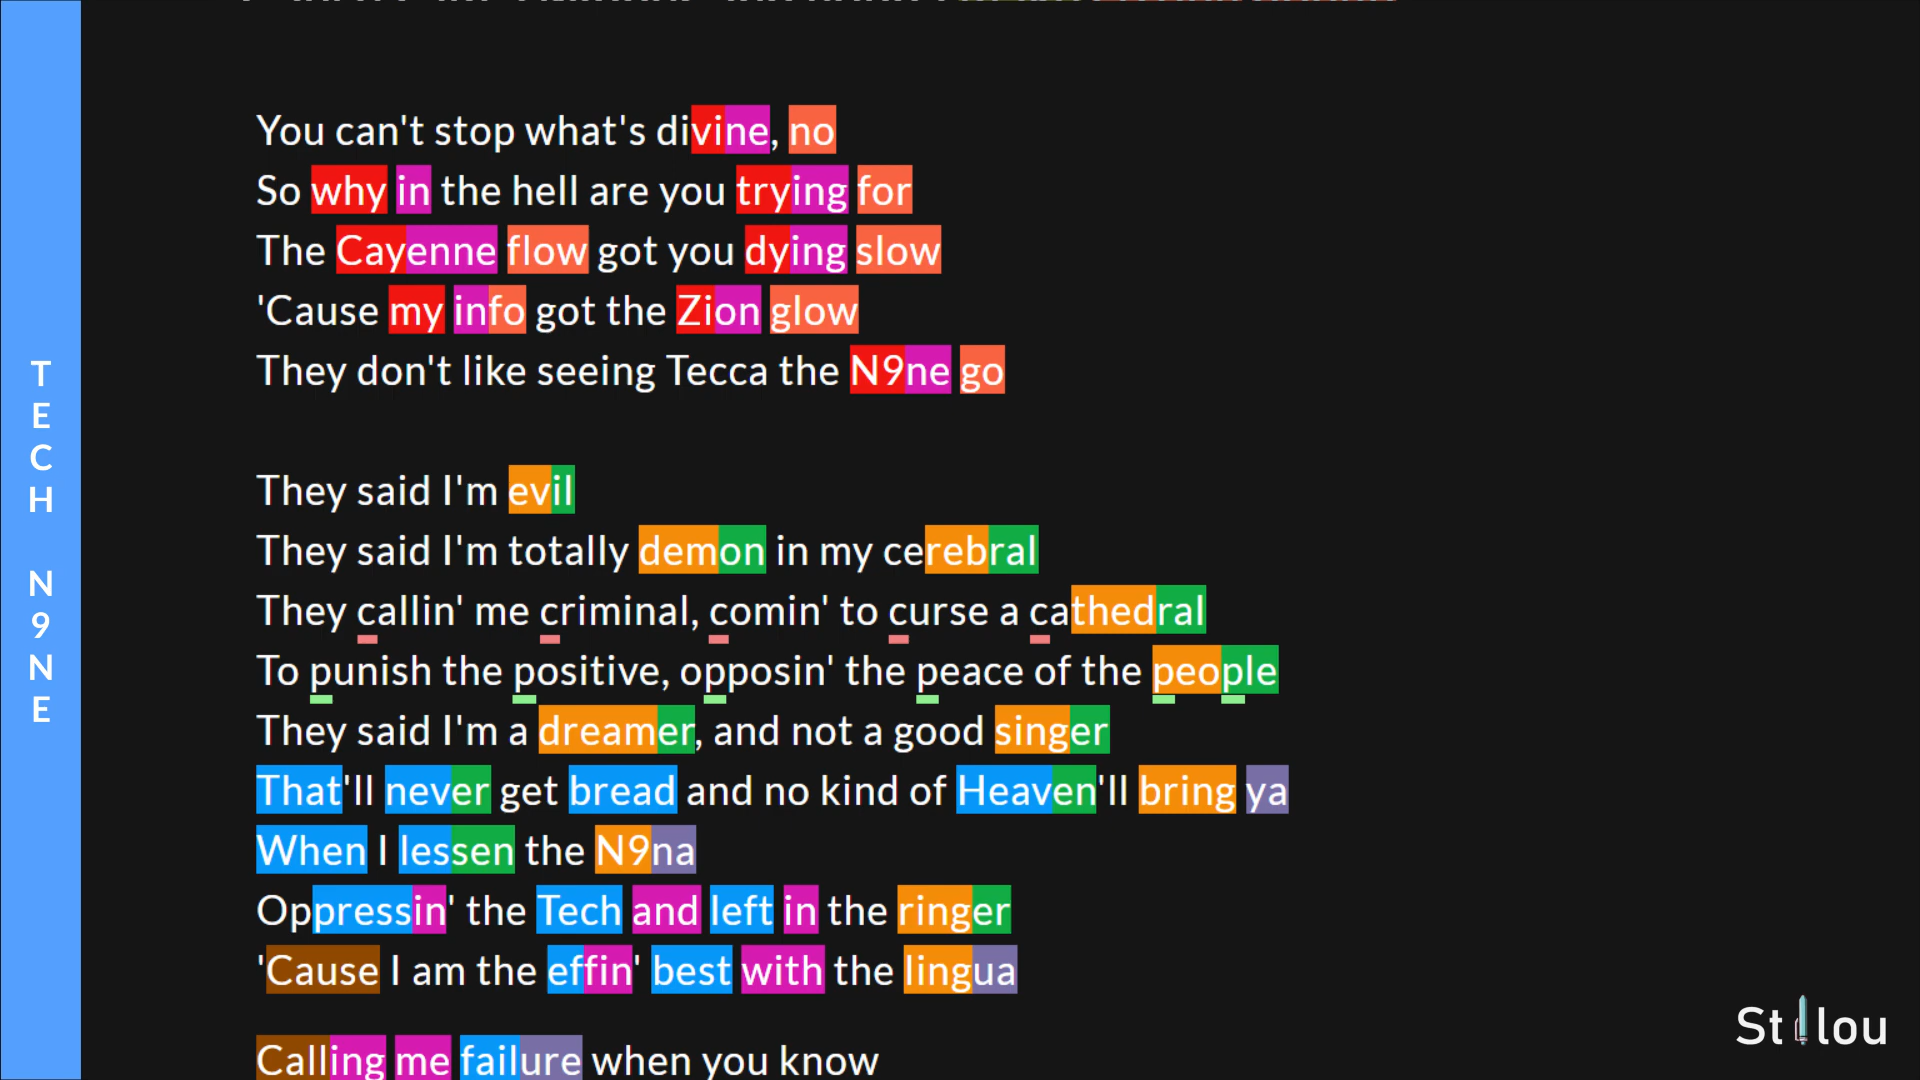 TECH N9NE
You can't stop what's divine, no
So why in the hell are you trying for
The Cayenne flow got you dying slow
'Cause my info got the Zion glow
They don't like seeing Tecca the N9ne go
They said I'm evil
They said I'm totally demon in my cerebral
They callin' me criminal, comin' to curse a cathedral
To punish the positive, opposin' the peace of the people
They said I'm a dreamer, and not a good singer
That'll never get bread and no kind of Heaven'll bring ya
When I lessen the N9na
Oppressin' the Tech and left in the ringer
'Cause I am the effin' best with the lingua
Calling me failure when you know
Stilou